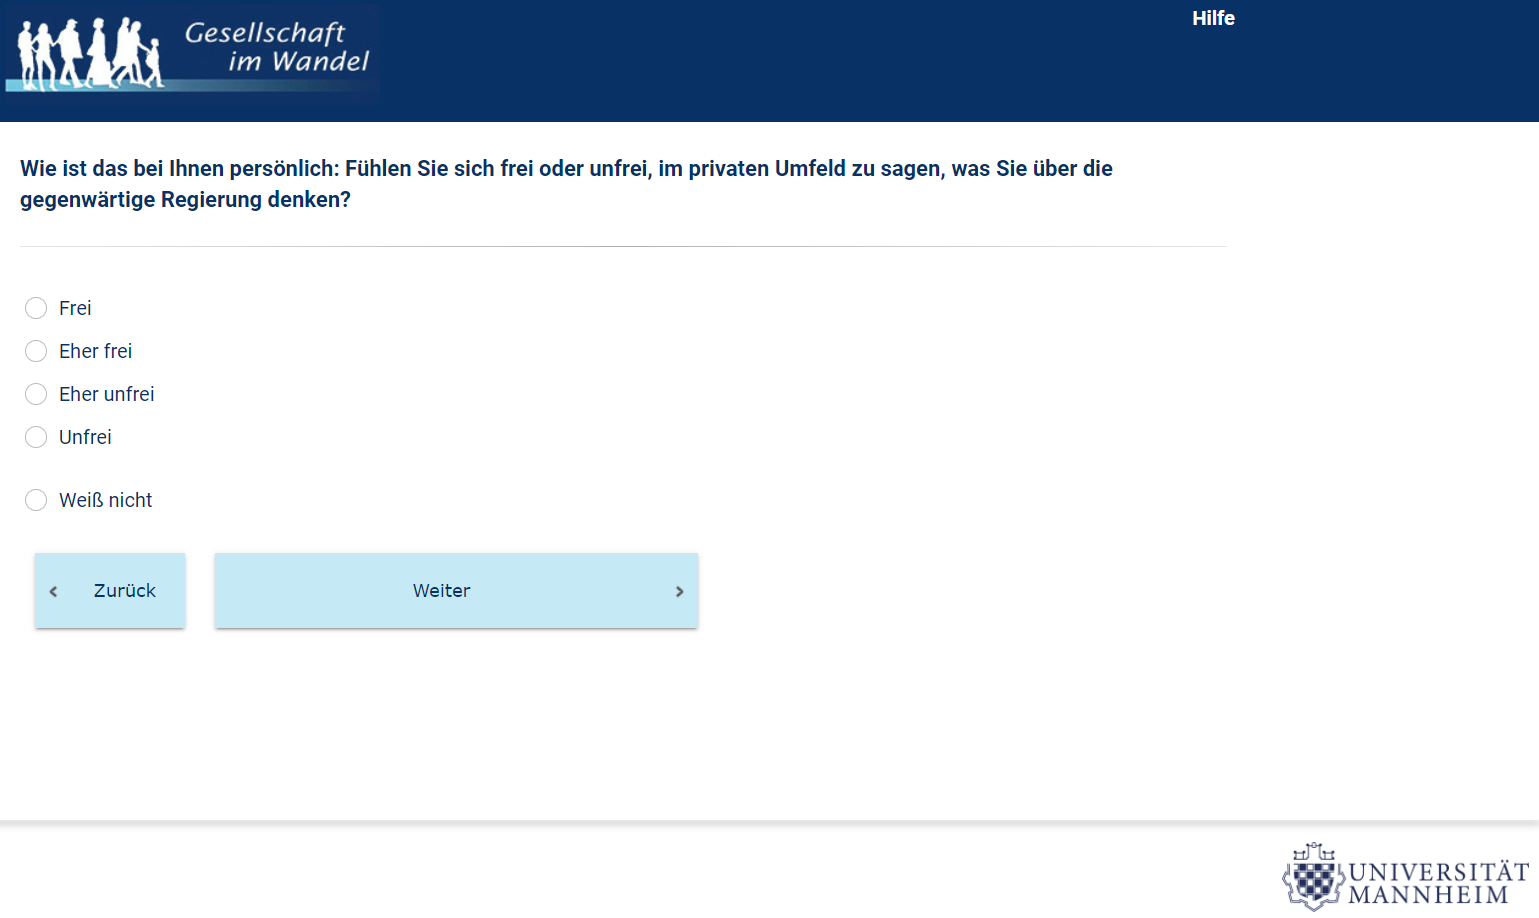 Gesellschaft
im Wandel
Hilfe
Wie ist das bei Ihnen persönlich: Fühlen Sie sich frei oder unfrei, im privaten Umfeld zu sagen, was Sie über die
gegenwärtige Regierung denken?
Frei
Eher frei
Eher unfrei
Unfrei
Weiß nicht
Zurück
Weiter
UNIVERSITÄT
MANNHEIM